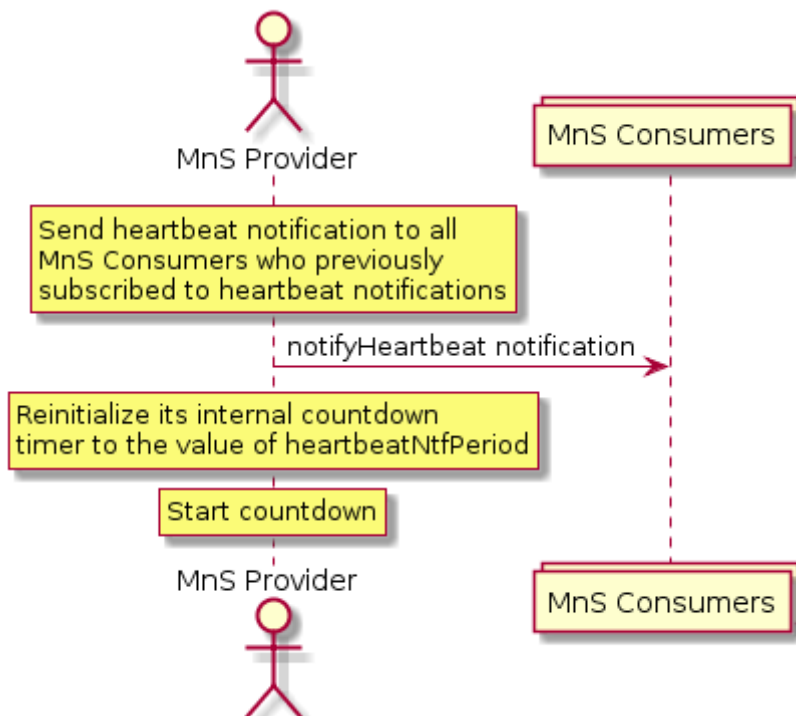 MnS Provider
MnS Consumers
Send heartbeat notification to all
MnS Consumers who previously
subscribed to heartbeat notifications
notifyHeartbeat notification
Reinitialize its internal countdown
timer to the value of heartbeatNtfPeriod
Start countdown
MnS Provider
MnS Consumers